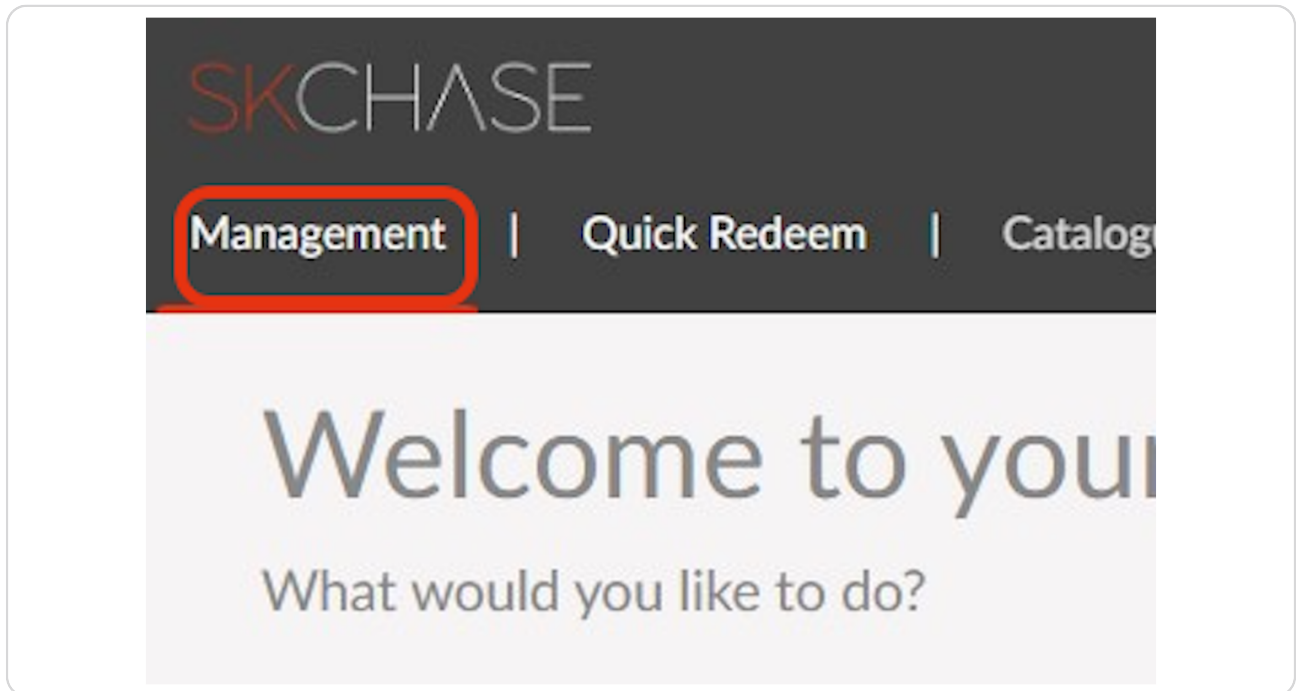 SKCHASE
Management | Quick Redeem |
Welcome to
What would you like to do?